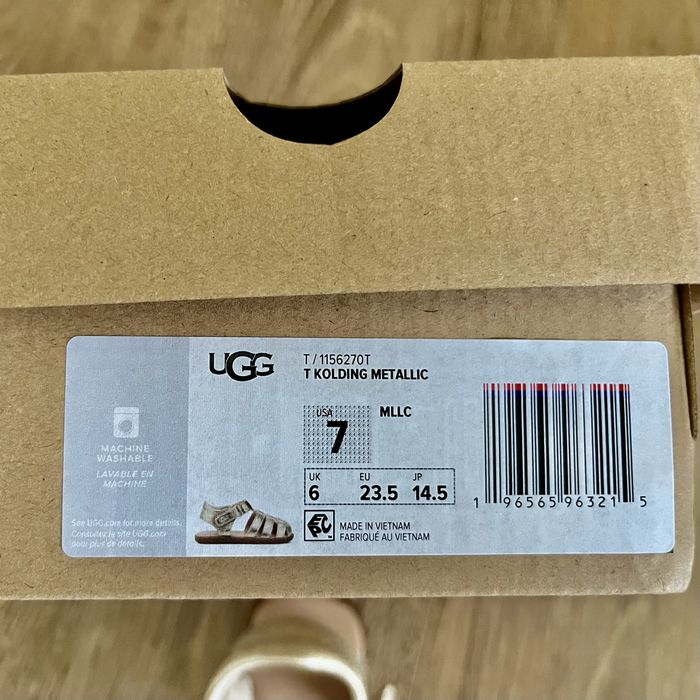 UGG
T / 1156270T
T KOLDING METALLIC
USA
7
MLLC
UK
6
EU
23.5
JP
14.5
MADE IN VIETNAM
FABRIQUÉ AU VIETNAM
1 96565 96321 5
MACHINE
WASHABLE
LAVABLE EN
MACHINE
See UGG.com for more details.
Consultez le site UGG.com
pour plus de détails.